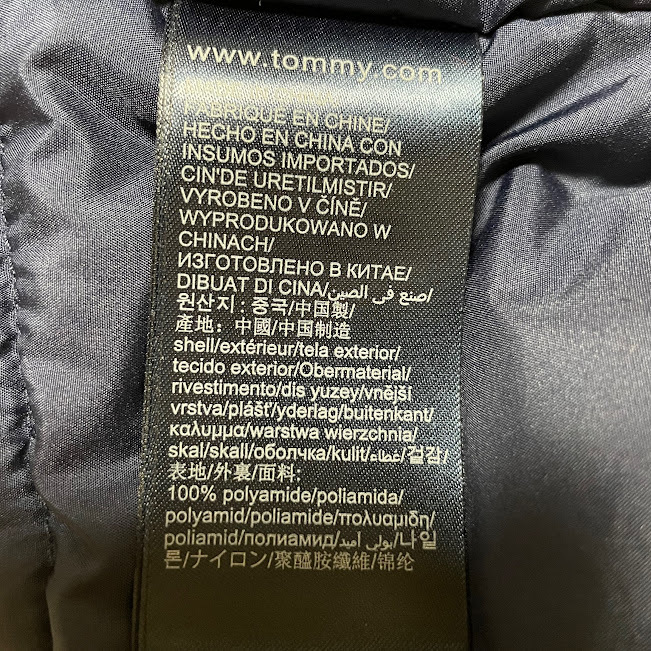 www.tommy.com
FABRIQUE EN CHINE/
HECHO EN CHINA CON
INSUMOS IMPORTADOS/
CIN'DE URETILMISTIR/
VYROBENO V ČÍNĚ/
WYPRODUKOWANO W
CHINACH/
ИЗГОТОВЛЕНО В КИТАЕ/
DIBUAT DI CINA/صنع في الصين/
원산지 : 중국/中国製/
產地：中國/中国制造
shell/extérieur/tela exterior/
tecido exterior/Obermaterial/
rivestimento/dis yuzey/vnější
vrstva/plášť/yderlag/buitenkant/
καλυμμα/warstwa wierzchnia/
skal/skall/оболочка/kulit/غطاء/겉감/
表地/外裏/面料:
100% polyamide/poliamida/
polyamid/poliamide/πολυαμιδη/
poliamid/полиамид/بولي أميد/나일
론/ナイロン/聚醯胺纖維/锦纶